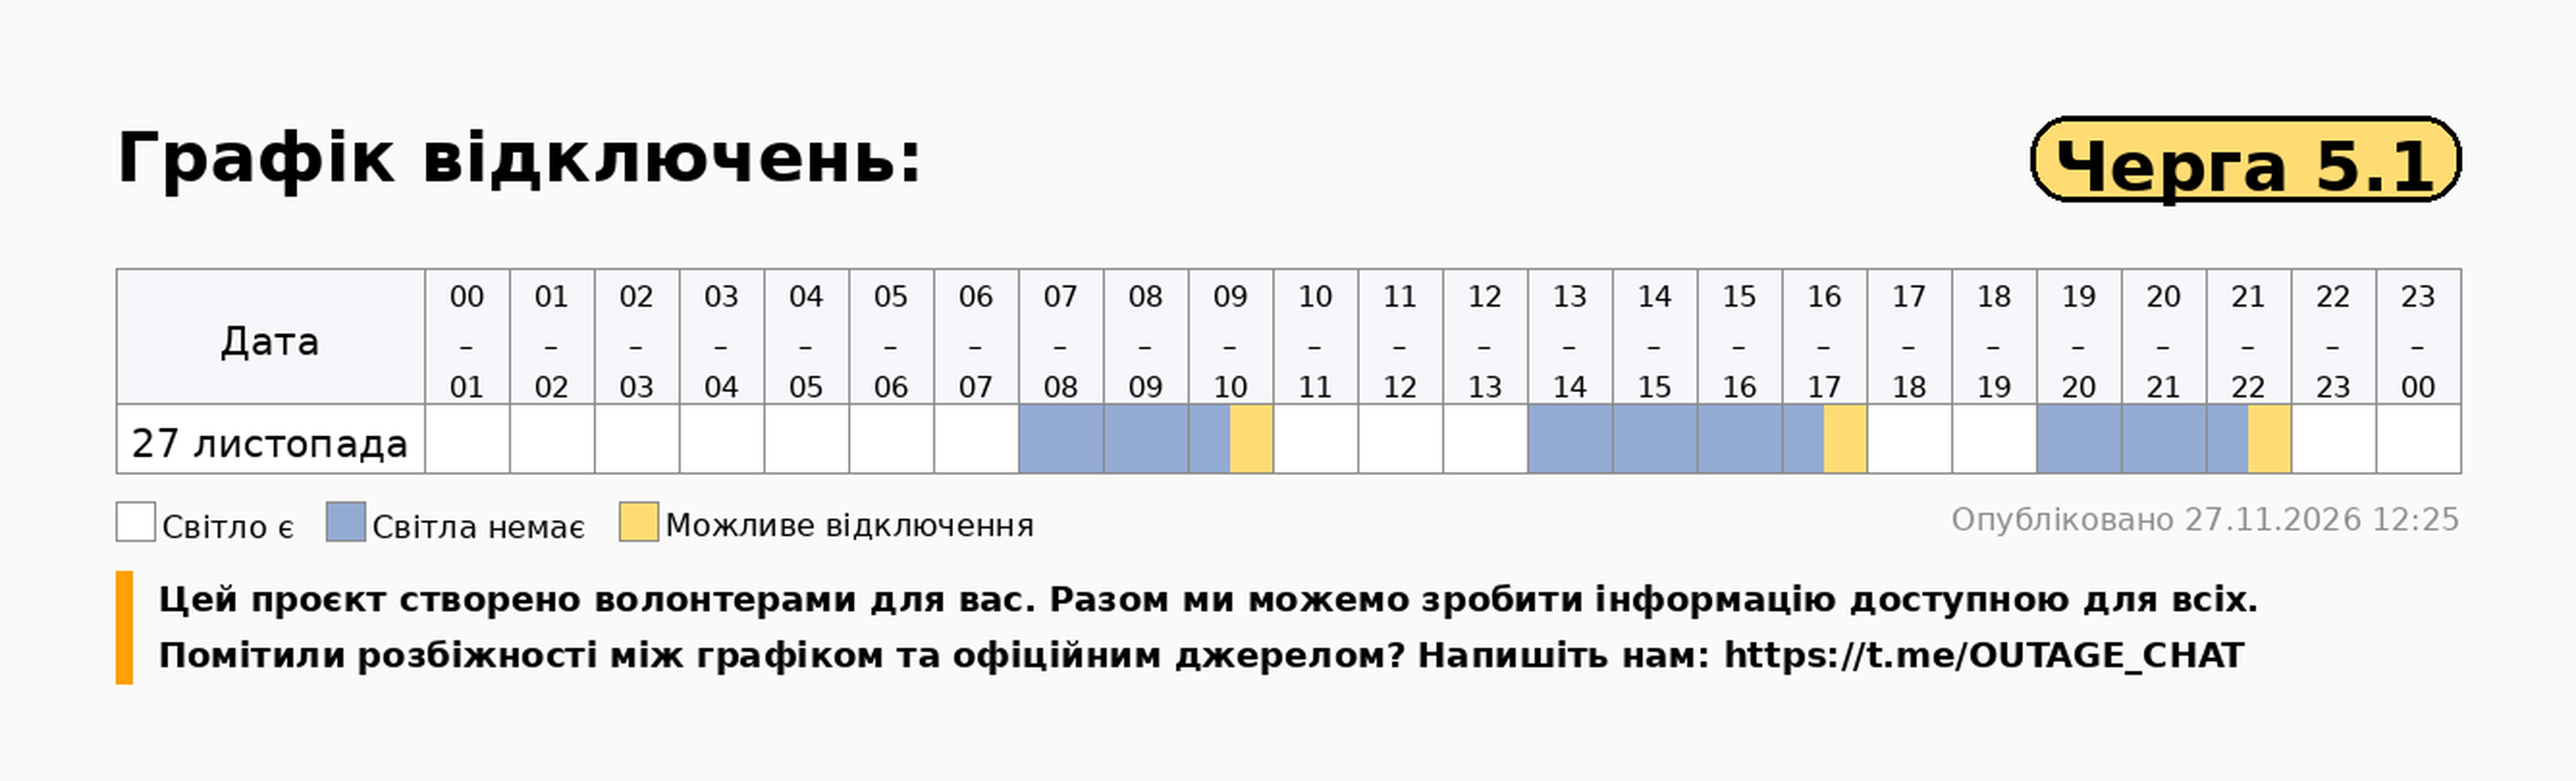 Графік відключень:
Черга 5.1
Дата 00 – 01 01 – 02 02 – 03 03 – 04 04 – 05 05 – 06 06 – 07 07 – 08 08 – 09 09 – 10 10 – 11 11 – 12 12 – 13 13 – 14 14 – 15 15 – 16 16 – 17 17 – 18 18 – 19 19 – 20 20 – 21 21 – 22 22 – 23 23 – 00
27 листопада
Світло є Світла немає Можливе відключення
Опубліковано 27.11.2026 12:25
Цей проєкт створено волонтерами для вас. Разом ми можемо зробити інформацію доступною для всіх.
Помітили розбіжності між графіком та офіційним джерелом? Напишіть нам: https://t.me/OUTAGE_CHAT